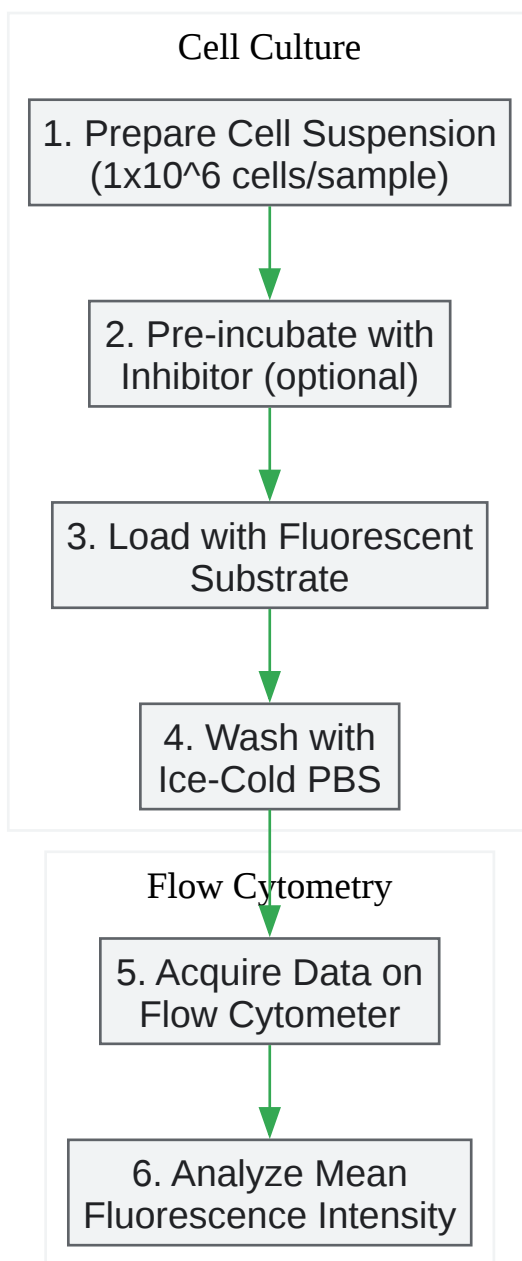 Cell Culture
1. Prepare Cell Suspension
(1x10^6 cells/sample)
2. Pre-incubate with
Inhibitor (optional)
3. Load with Fluorescent
Substrate
4. Wash with
Ice-Cold PBS
Flow Cytometry
5. Acquire Data on
Flow Cytometer
6. Analyze Mean
Fluorescence Intensity